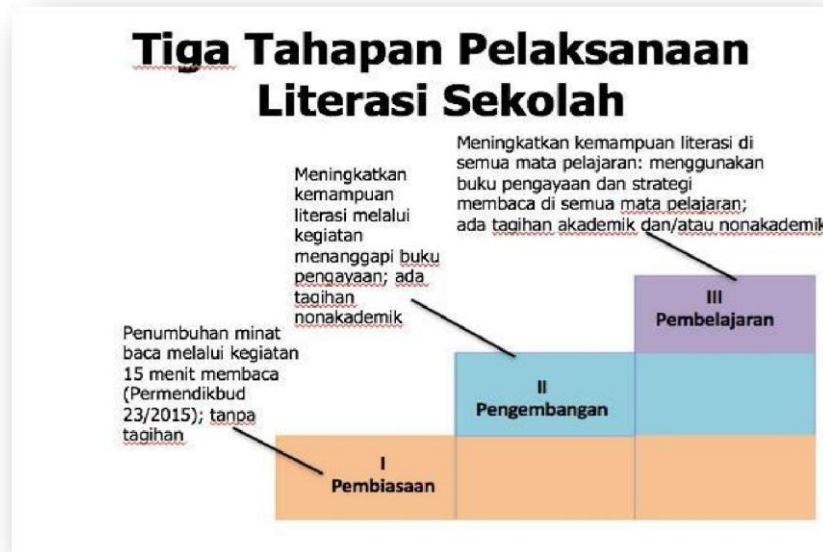 Tiga Tahapan Pelaksanaan
Literasi Sekolah
Meningkatkan kemampuan literasi di
semua mata pelajaran: menggunakan
buku pengayaan dan strategi
membaca di semua mata pelajaran;
ada tagihan akademik dan/atau nonakademik
Meningkatkan
kemampuan
literasi melalui
kegiatan
menanggapi buku
pengayaan; ada
tagihan
nonakademik
Penumbuhan minat
baca melalui kegiatan
15 menit membaca
(Permendikbud
23/2015); tanpa
tagihan
III
Pembelajaran
II
Pengembangan
I
Pembiasaan